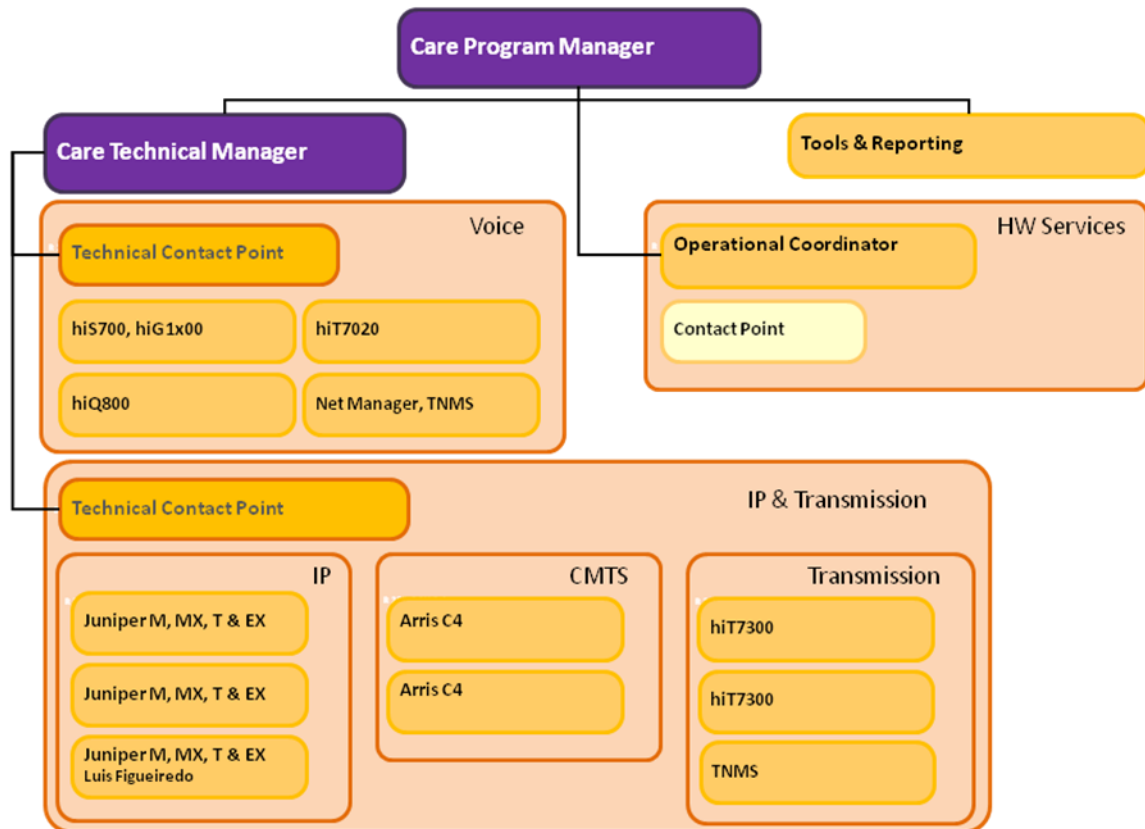 Care Program Manager
Care Technical Manager
Tools & Reporting
Voice
Technical Contact Point
hiS700, hiG1x00
hiT7020
hiQ800
Net Manager, TNMS
HW Services
Operational Coordinator
Contact Point
IP & Transmission
Technical Contact Point
IP
Juniper M, MX, T & EX
Juniper M, MX, T & EX
Juniper M, MX, T & EX
Luis Figueiredo
CMTS
Arris C4
Arris C4
Transmission
hiT7300
hiT7300
TNMS